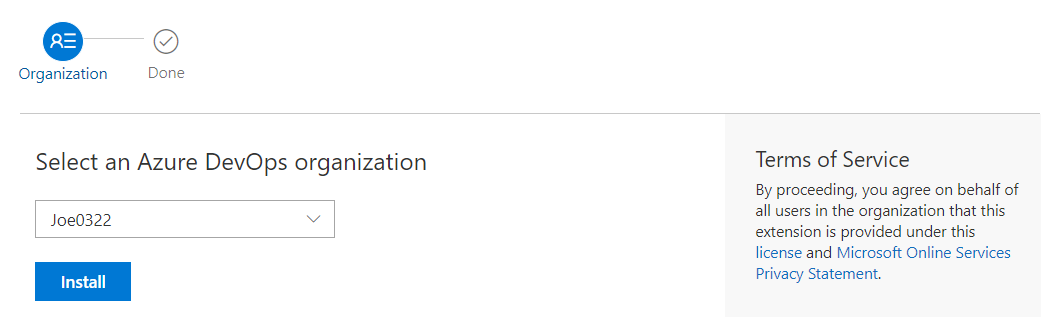 Organization
Done
Select an Azure DevOps organization
Joe0322
Install
Terms of Service
By proceeding, you agree on behalf of
all users in the organization that this
extension is provided under this
license and Microsoft Online Services
Privacy Statement.